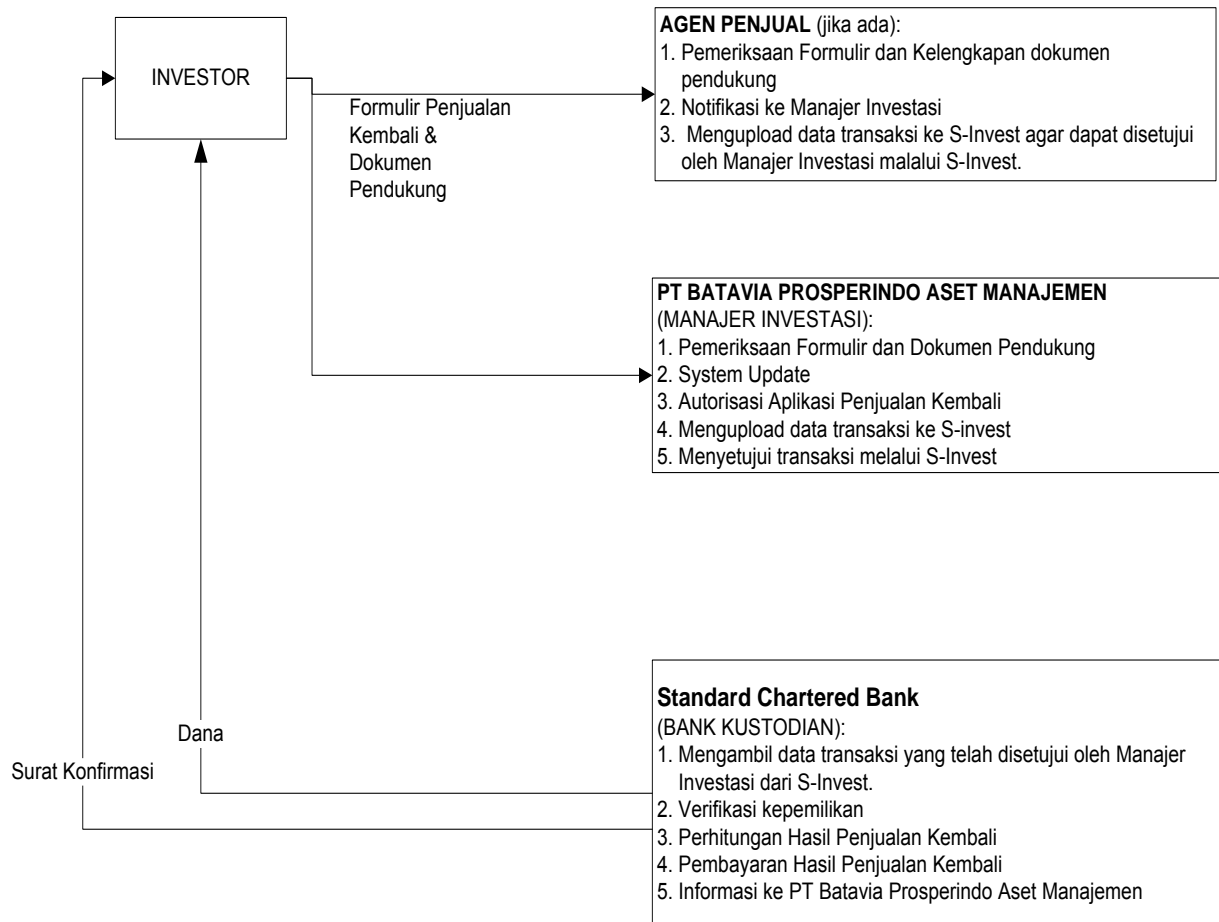 INVESTOR
Formulir Penjualan
Kembali &
Dokumen
Pendukung
AGEN PENJUAL (jika ada):
1. Pemeriksaan Formulir dan Kelengkapan dokumen
pendukung
2. Notifikasi ke Manajer Investasi
3. Mengupload data transaksi ke S-Invest agar dapat disetujui
oleh Manajer Investasi malalui S-Invest.
PT BATAVIA PROSPERINDO ASET MANAJEMEN
(MANAJER INVESTASI):
1. Pemeriksaan Formulir dan Dokumen Pendukung
2. System Update
3. Autorisasi Aplikasi Penjualan Kembali
4. Mengupload data transaksi ke S-invest
5. Menyetujui transaksi melalui S-Invest
Dana
Surat Konfirmasi
Standard Chartered Bank
(BANK KUSTODIAN):
1. Mengambil data transaksi yang telah disetujui oleh Manajer
Investasi dari S-Invest.
2. Verifikasi kepemilikan
3. Perhitungan Hasil Penjualan Kembali
4. Pembayaran Hasil Penjualan Kembali
5. Informasi ke PT Batavia Prosperindo Aset Manajemen